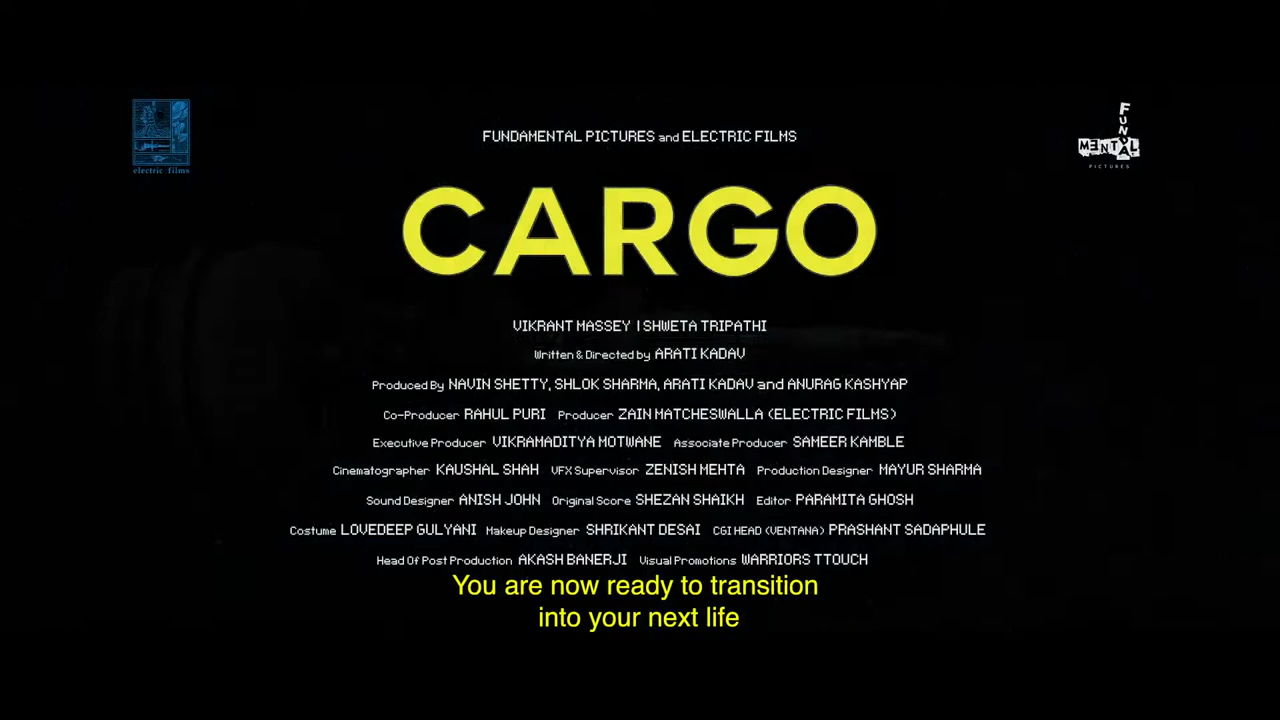 FUNDAMENTAL PICTURES and ELECTRIC FILMS
electric films
FUNDAMENTAL
PICTURES
CARGO
VIKRANT MASSEY | SHWETA TRIPATHI
Written & Directed by ARATI KADAV
Produced By NAVIN SHETTY, SHLOK SHARMA, ARATI KADAV and ANURAG KASHYAP
Co-Producer RAHUL PURI Producer ZAIN MATCHESWALLA (ELECTRIC FILMS)
Executive Producer VIKRAMADITYA MOTWANE Associate Producer SAMEER KAMBLE
Cinematographer KAUSHAL SHAH VFX Supervisor ZENISH MEHTA Production Designer MAYUR SHARMA
Sound Designer ANISH JOHN Original Score SHEZAN SHAIKH Editor PARAMITA GHOSH
Costume LOVEDEEP GULYANI Makeup Designer SHRIKANT DESAI CGI HEAD (VENTANA) PRASHANT SADAPHULE
Head Of Post Production AKASH BANERJI Visual Promotions WARRIORS TTOUCH
You are now ready to transition
into your next life